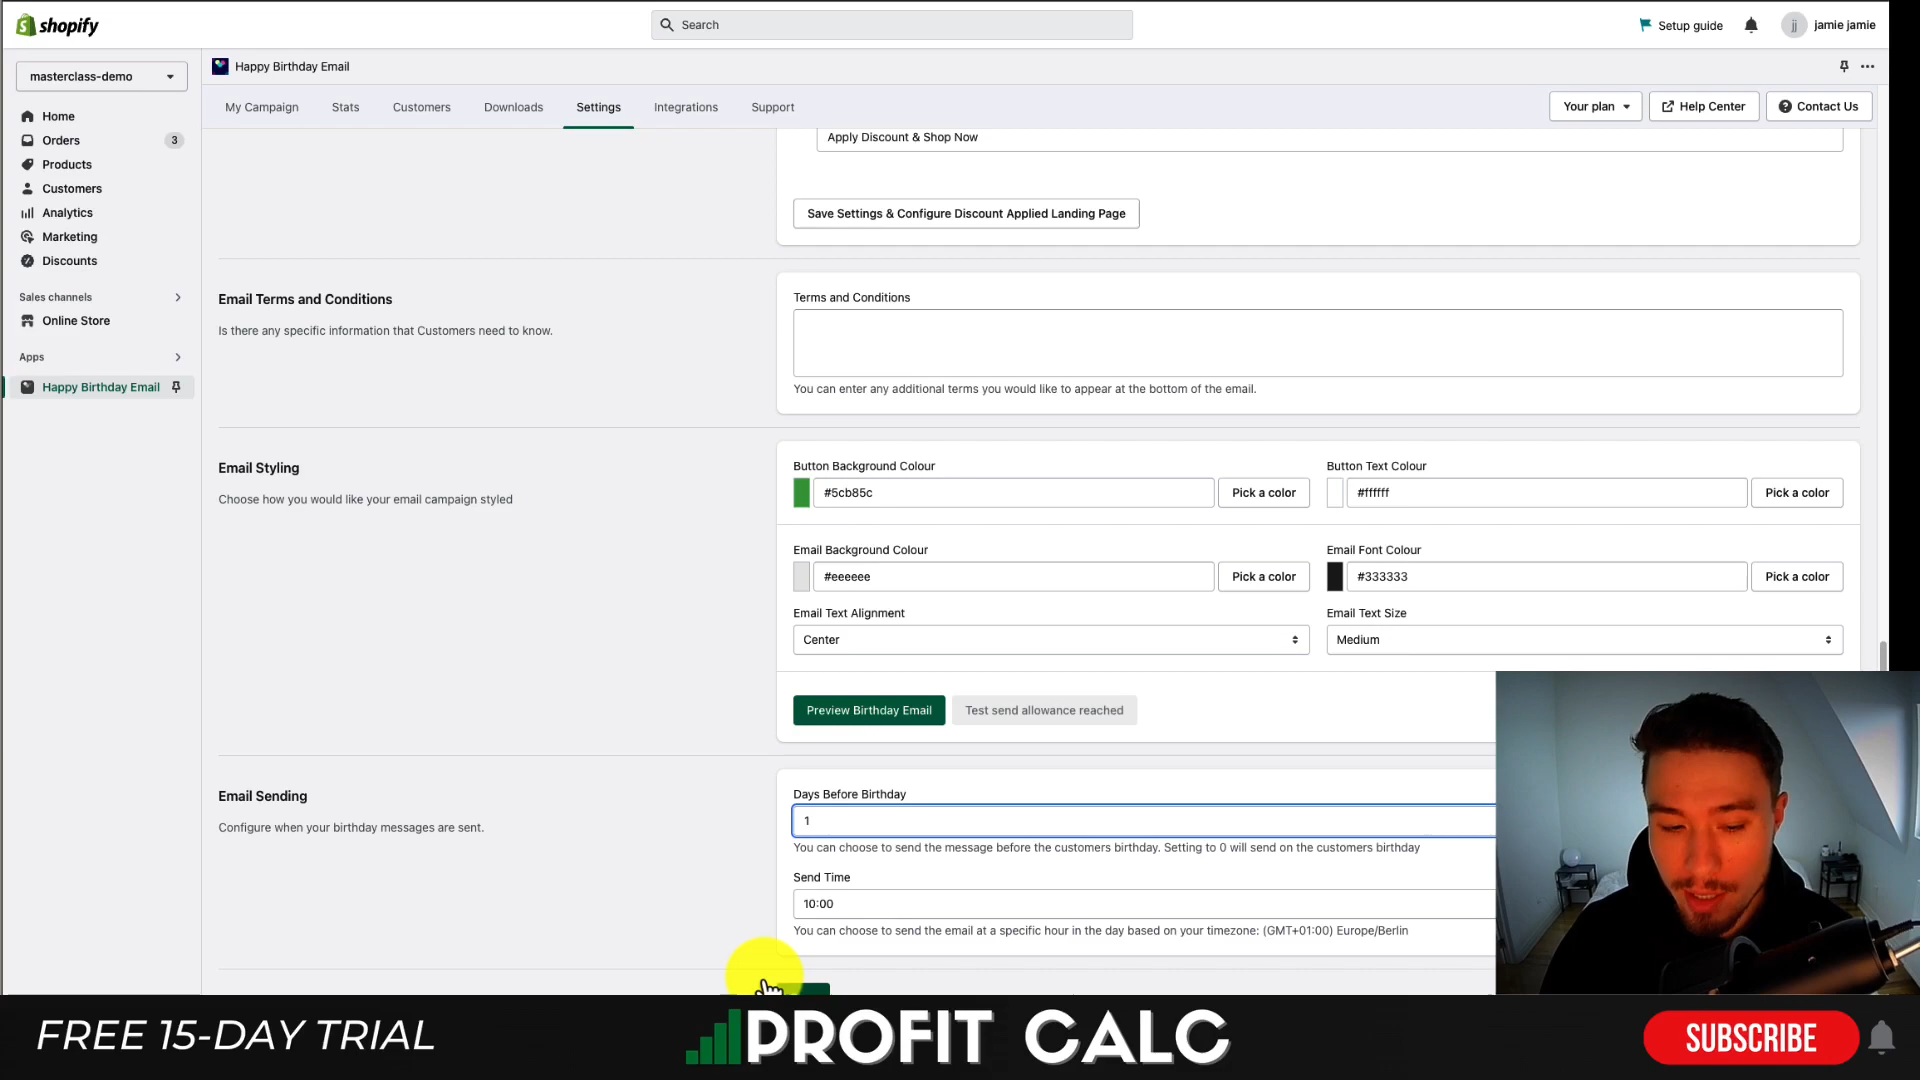 shopify
Search
Setup guide
jj
jamie jamie
masterclass-demo
Happy Birthday Email
Home
Orders
3
Products
Customers
Analytics
Marketing
Discounts
Sales channels
Online Store
Apps
Happy Birthday Email
My Campaign
Stats
Customers
Downloads
Settings
Integrations
Support
Your plan
Help Center
Contact Us
Apply Discount & Shop Now
Save Settings & Configure Discount Applied Landing Page
Email Terms and Conditions
Is there any specific information that Customers need to know.
Terms and Conditions
You can enter any additional terms you would like to appear at the bottom of the email.
Email Styling
Choose how you would like your email campaign styled
Button Background Colour
#5cb85c
Pick a color
Button Text Colour
#ffffff
Pick a color
Email Background Colour
#eeeeee
Pick a color
Email Font Colour
#333333
Pick a color
Email Text Alignment
Center
Email Text Size
Medium
Preview Birthday Email
Test send allowance reached
Email Sending
Configure when your birthday messages are sent.
Days Before Birthday
1
You can choose to send the message before the customers birthday. Setting to 0 will send on the customers birthday
Send Time
10:00
You can choose to send the email at a specific hour in the day based on your timezone: (GMT+01:00) Europe/Berlin
FREE 15-DAY TRIAL
PROFIT CALC
SUBSCRIBE